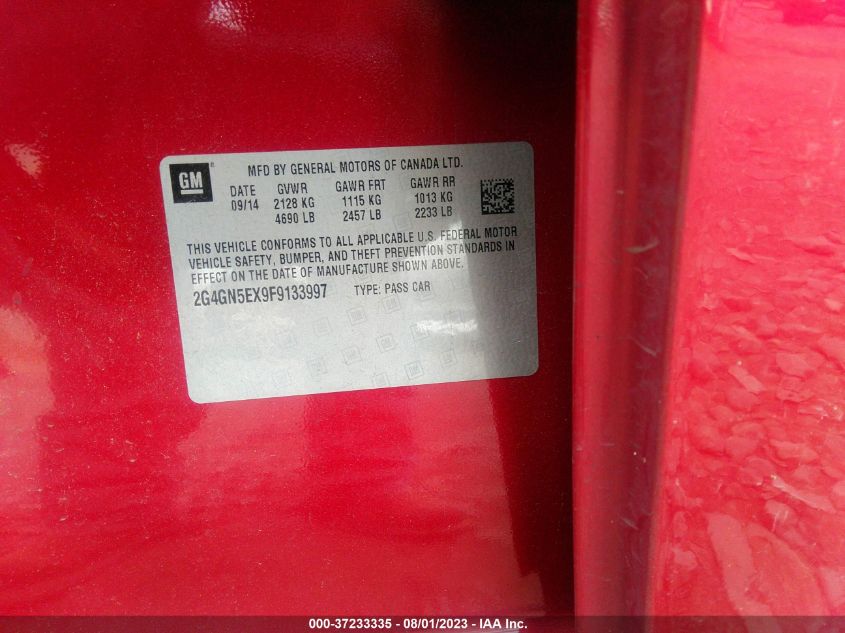 GM
MFD BY GENERAL MOTORS OF CANADA LTD.
DATE GVWR GAWR FRT GAWR RR
09/14 2128 KG 1115 KG 1013 KG
4690 LB 2457 LB 2233 LB
THIS VEHICLE CONFORMS TO ALL APPLICABLE U.S. FEDERAL MOTOR
VEHICLE SAFETY, BUMPER, AND THEFT PREVENTION STANDARDS IN
EFFECT ON THE DATE OF MANUFACTURE SHOWN ABOVE.
2G4GN5EX9F9133997 TYPE: PASS CAR
000-37233335 - 08/01/2023 - IAA Inc.